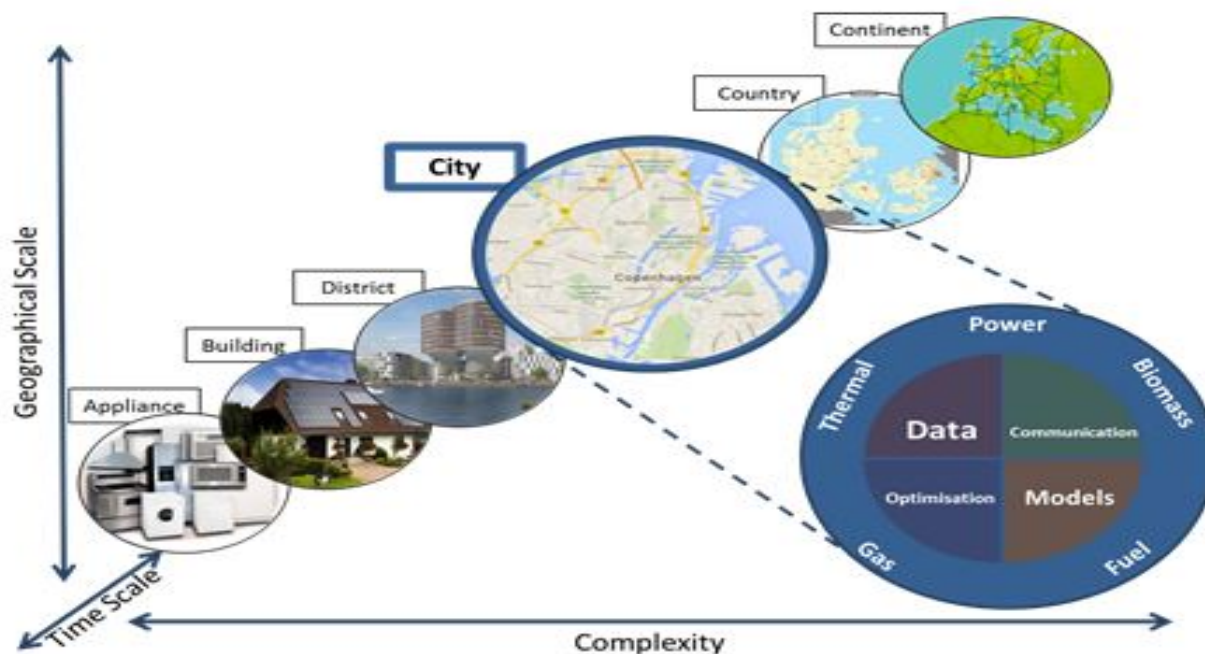 Continent
Country
City
District
Building
Appliance
Geographical Scale
Time Scale
Complexity
Power
Thermal
Biomass
Data
Communication
Optimisation
Models
Gas
Fuel
Copenhagen